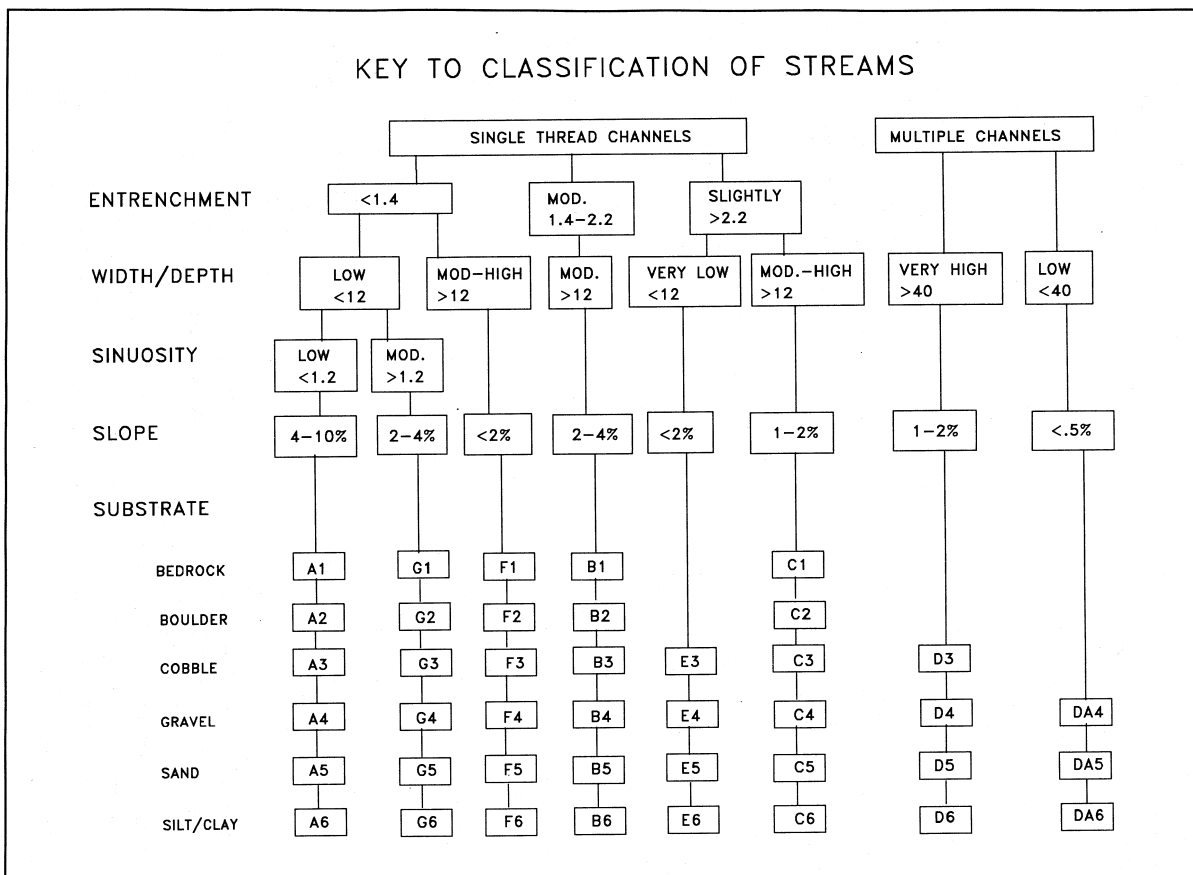 KEY TO CLASSIFICATION OF STREAMS
SINGLE THREAD CHANNELS
MULTIPLE CHANNELS
ENTRENCHMENT
<1.4
MOD.
1.4-2.2
SLIGHTLY
>2.2
WIDTH/DEPTH
LOW
<12
MOD-HIGH
>12
MOD.
>12
VERY LOW
<12
MOD.-HIGH
>12
VERY HIGH
>40
LOW
<40
SINUOSITY
LOW
<1.2
MOD.
>1.2
SLOPE
4-10%
2-4%
<2%
2-4%
<2%
1-2%
1-2%
<.5%
SUBSTRATE
BEDROCK
A1
G1
F1
B1
C1
BOULDER
A2
G2
F2
B2
C2
COBBLE
A3
G3
F3
B3
E3
C3
D3
GRAVEL
A4
G4
F4
B4
E4
C4
D4
DA4
SAND
A5
G5
F5
B5
E5
C5
D5
DA5
SILT/CLAY
A6
G6
F6
B6
E6
C6
D6
DA6